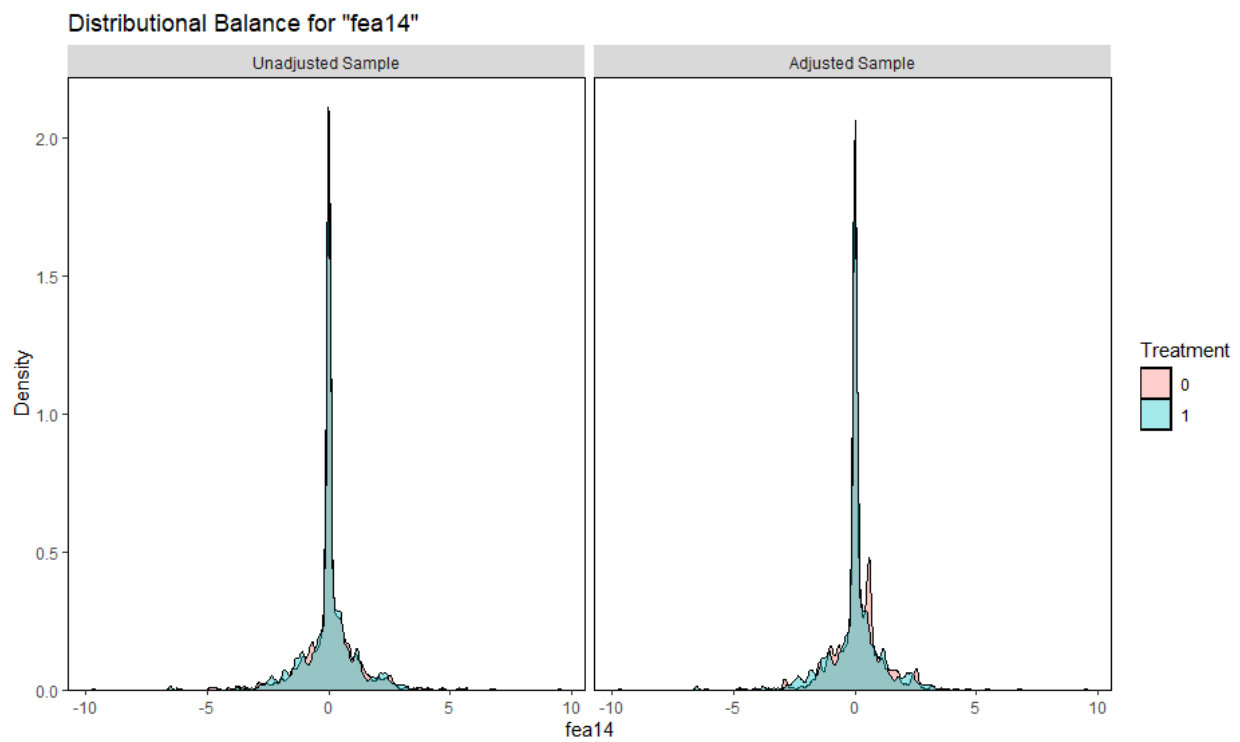 Distributional Balance for "fea14"
Unadjusted Sample
Adjusted Sample
2.0
1.5
1.0
0.5
0.0
Density
-10
-5
0
5
10
-10
-5
0
5
10
fea14
Treatment
0
1